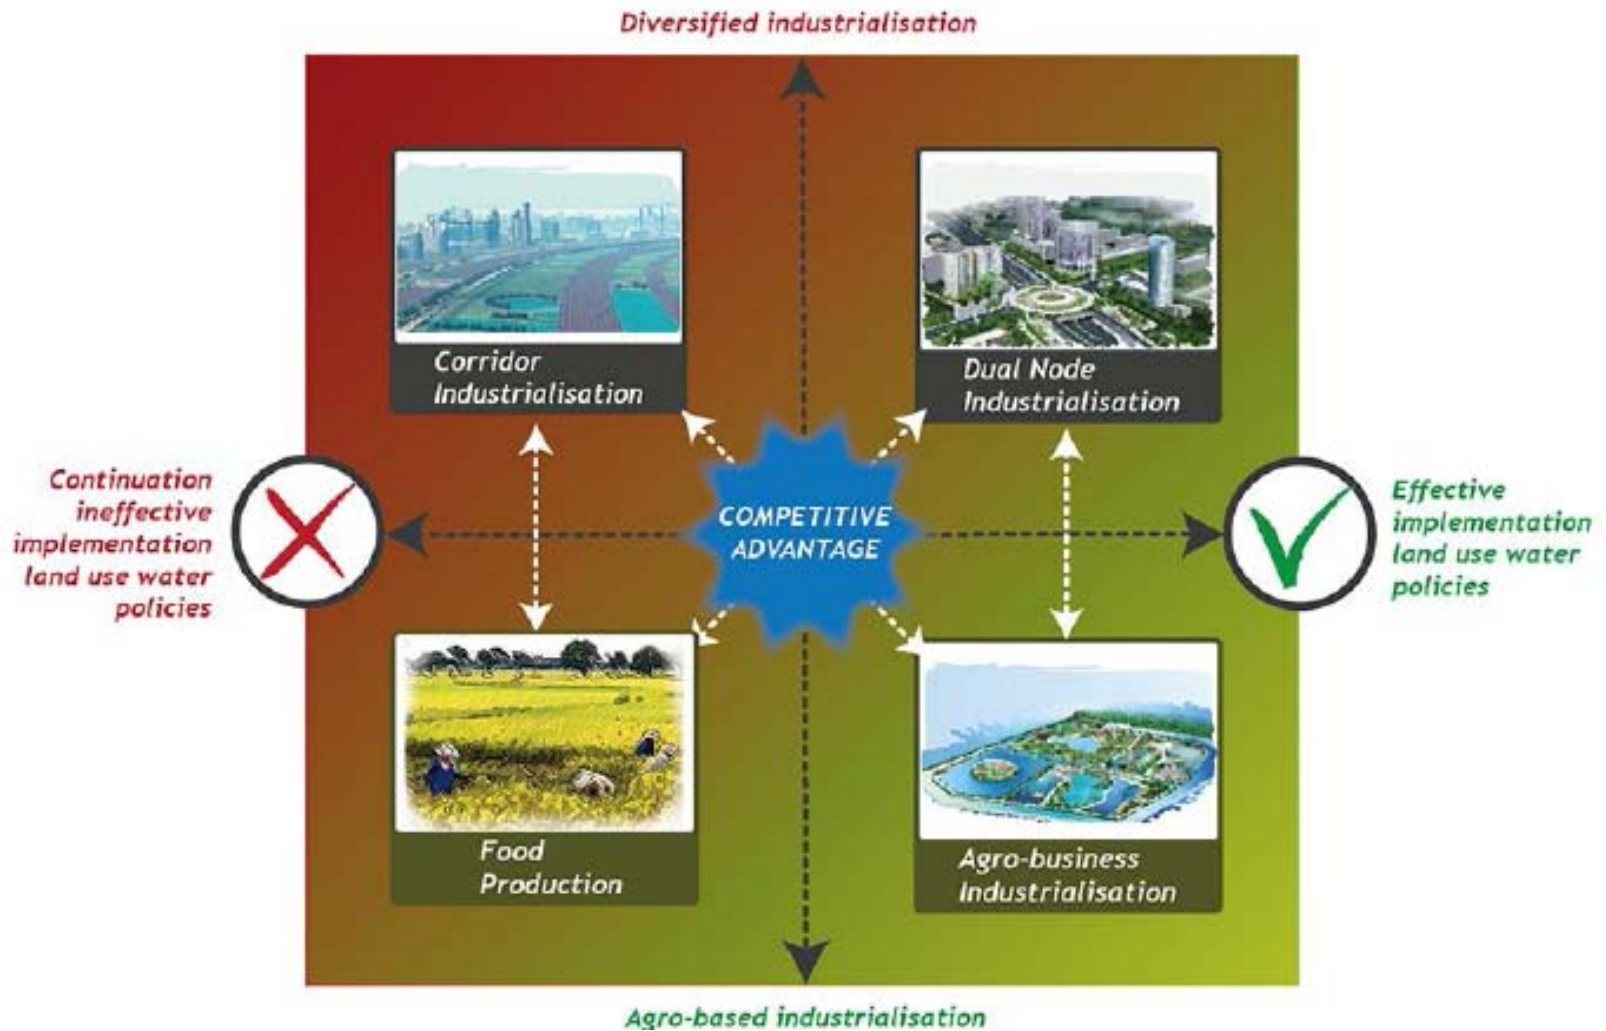 Diversified industrialisation
Corridor
Industrialisation
Dual Node
Industrialisation
Continuation
ineffective
implementation
land use water
policies
COMPETITIVE
ADVANTAGE
Effective
implementation
land use water
policies
Food
Production
Agro-business
Industrialisation
Agro-based industrialisation